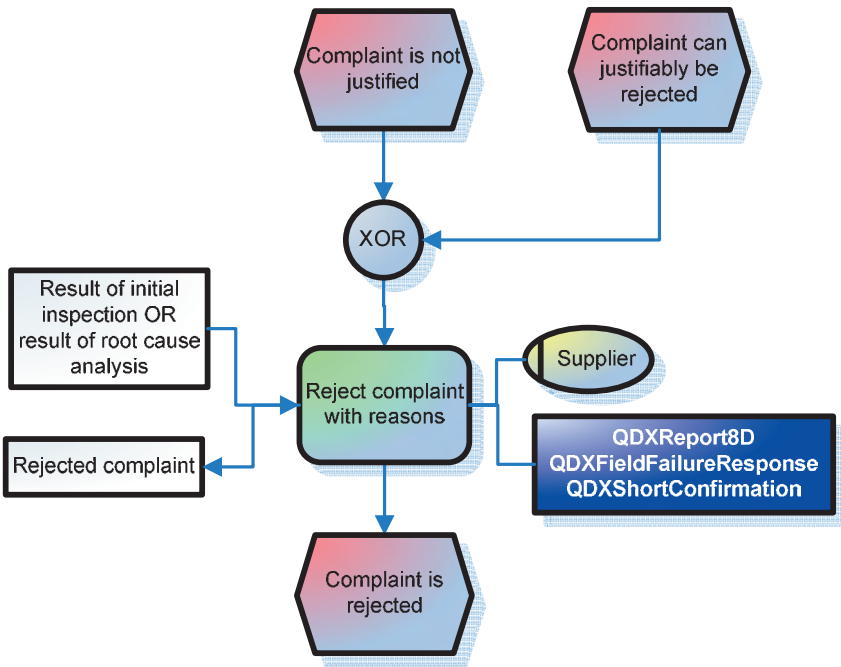 Complaint is not
justified
Complaint can
justifiably be
rejected
XOR
Result of initial
inspection OR
result of root cause
analysis
Reject complaint
with reasons
Supplier
QDXReport8D
QDXFieldFailureResponse
QDXShortConfirmation
Rejected complaint
Complaint is
rejected